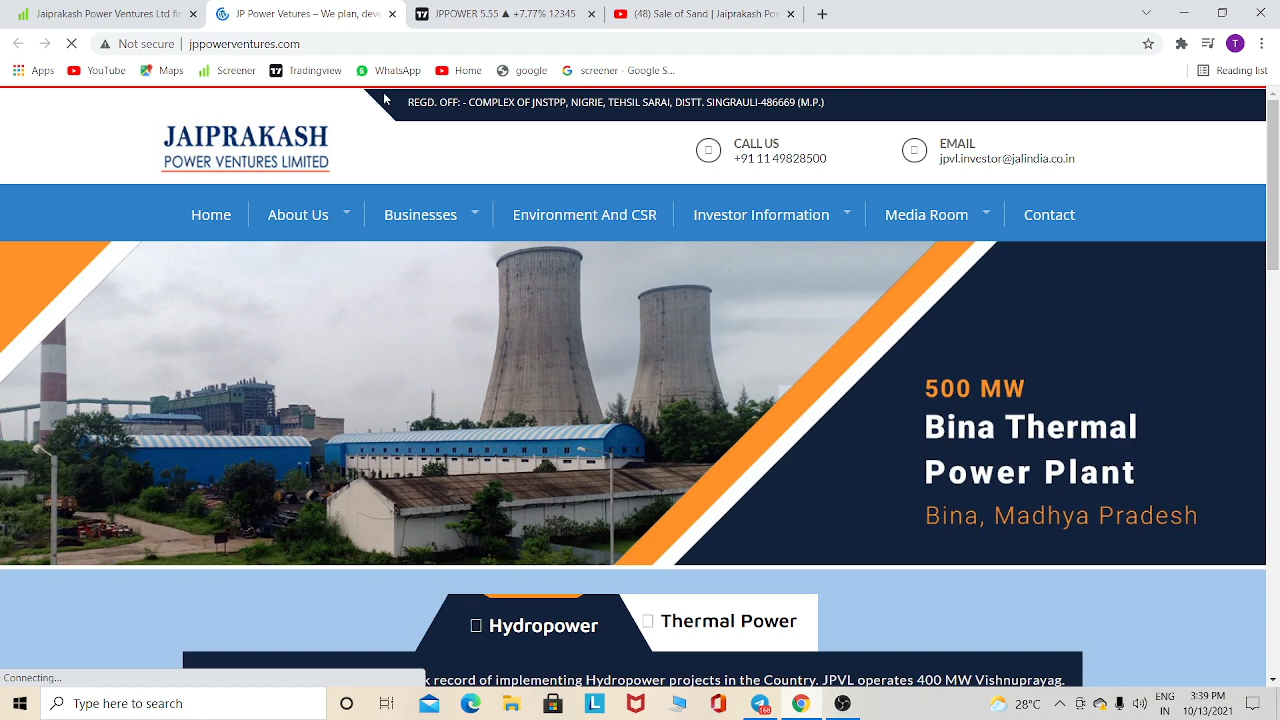 Jaiprakash Power Ventures Ltd fin
JP Power Ventures – We plan, deve
JPPOWER 5.55 ▲ +7.77% 12345
(48) Sale of Sand | Jaiprakash Pow
Not secure
jppowerventures.com
Apps
YouTube
Maps
Screener
Tradingview
WhatsApp
Home
google
screener - Google S...
Reading list
REGD. OFF: - COMPLEX OF JNSTPP, NIGRIE, TEHSIL SARAI, DISTT. SINGRAULI-486669 (M.P.)
JAIPRAKASH
POWER VENTURES LIMITED
CALL US
+91 11 49828500
EMAIL
jpvl.investor@jalindia.co.in
Home
About Us
Businesses
Environment And CSR
Investor Information
Media Room
Contact
500 MW
Bina Thermal
Power Plant
Bina, Madhya Pradesh
Hydropower
Thermal Power
k record of implementing Hydropower projects in the Country. JPVL operates 400 MW Vishnuprayag.
Connecting...
Type here to search
168
28°C
ENG
IN
3:39 PM
10/13/2021